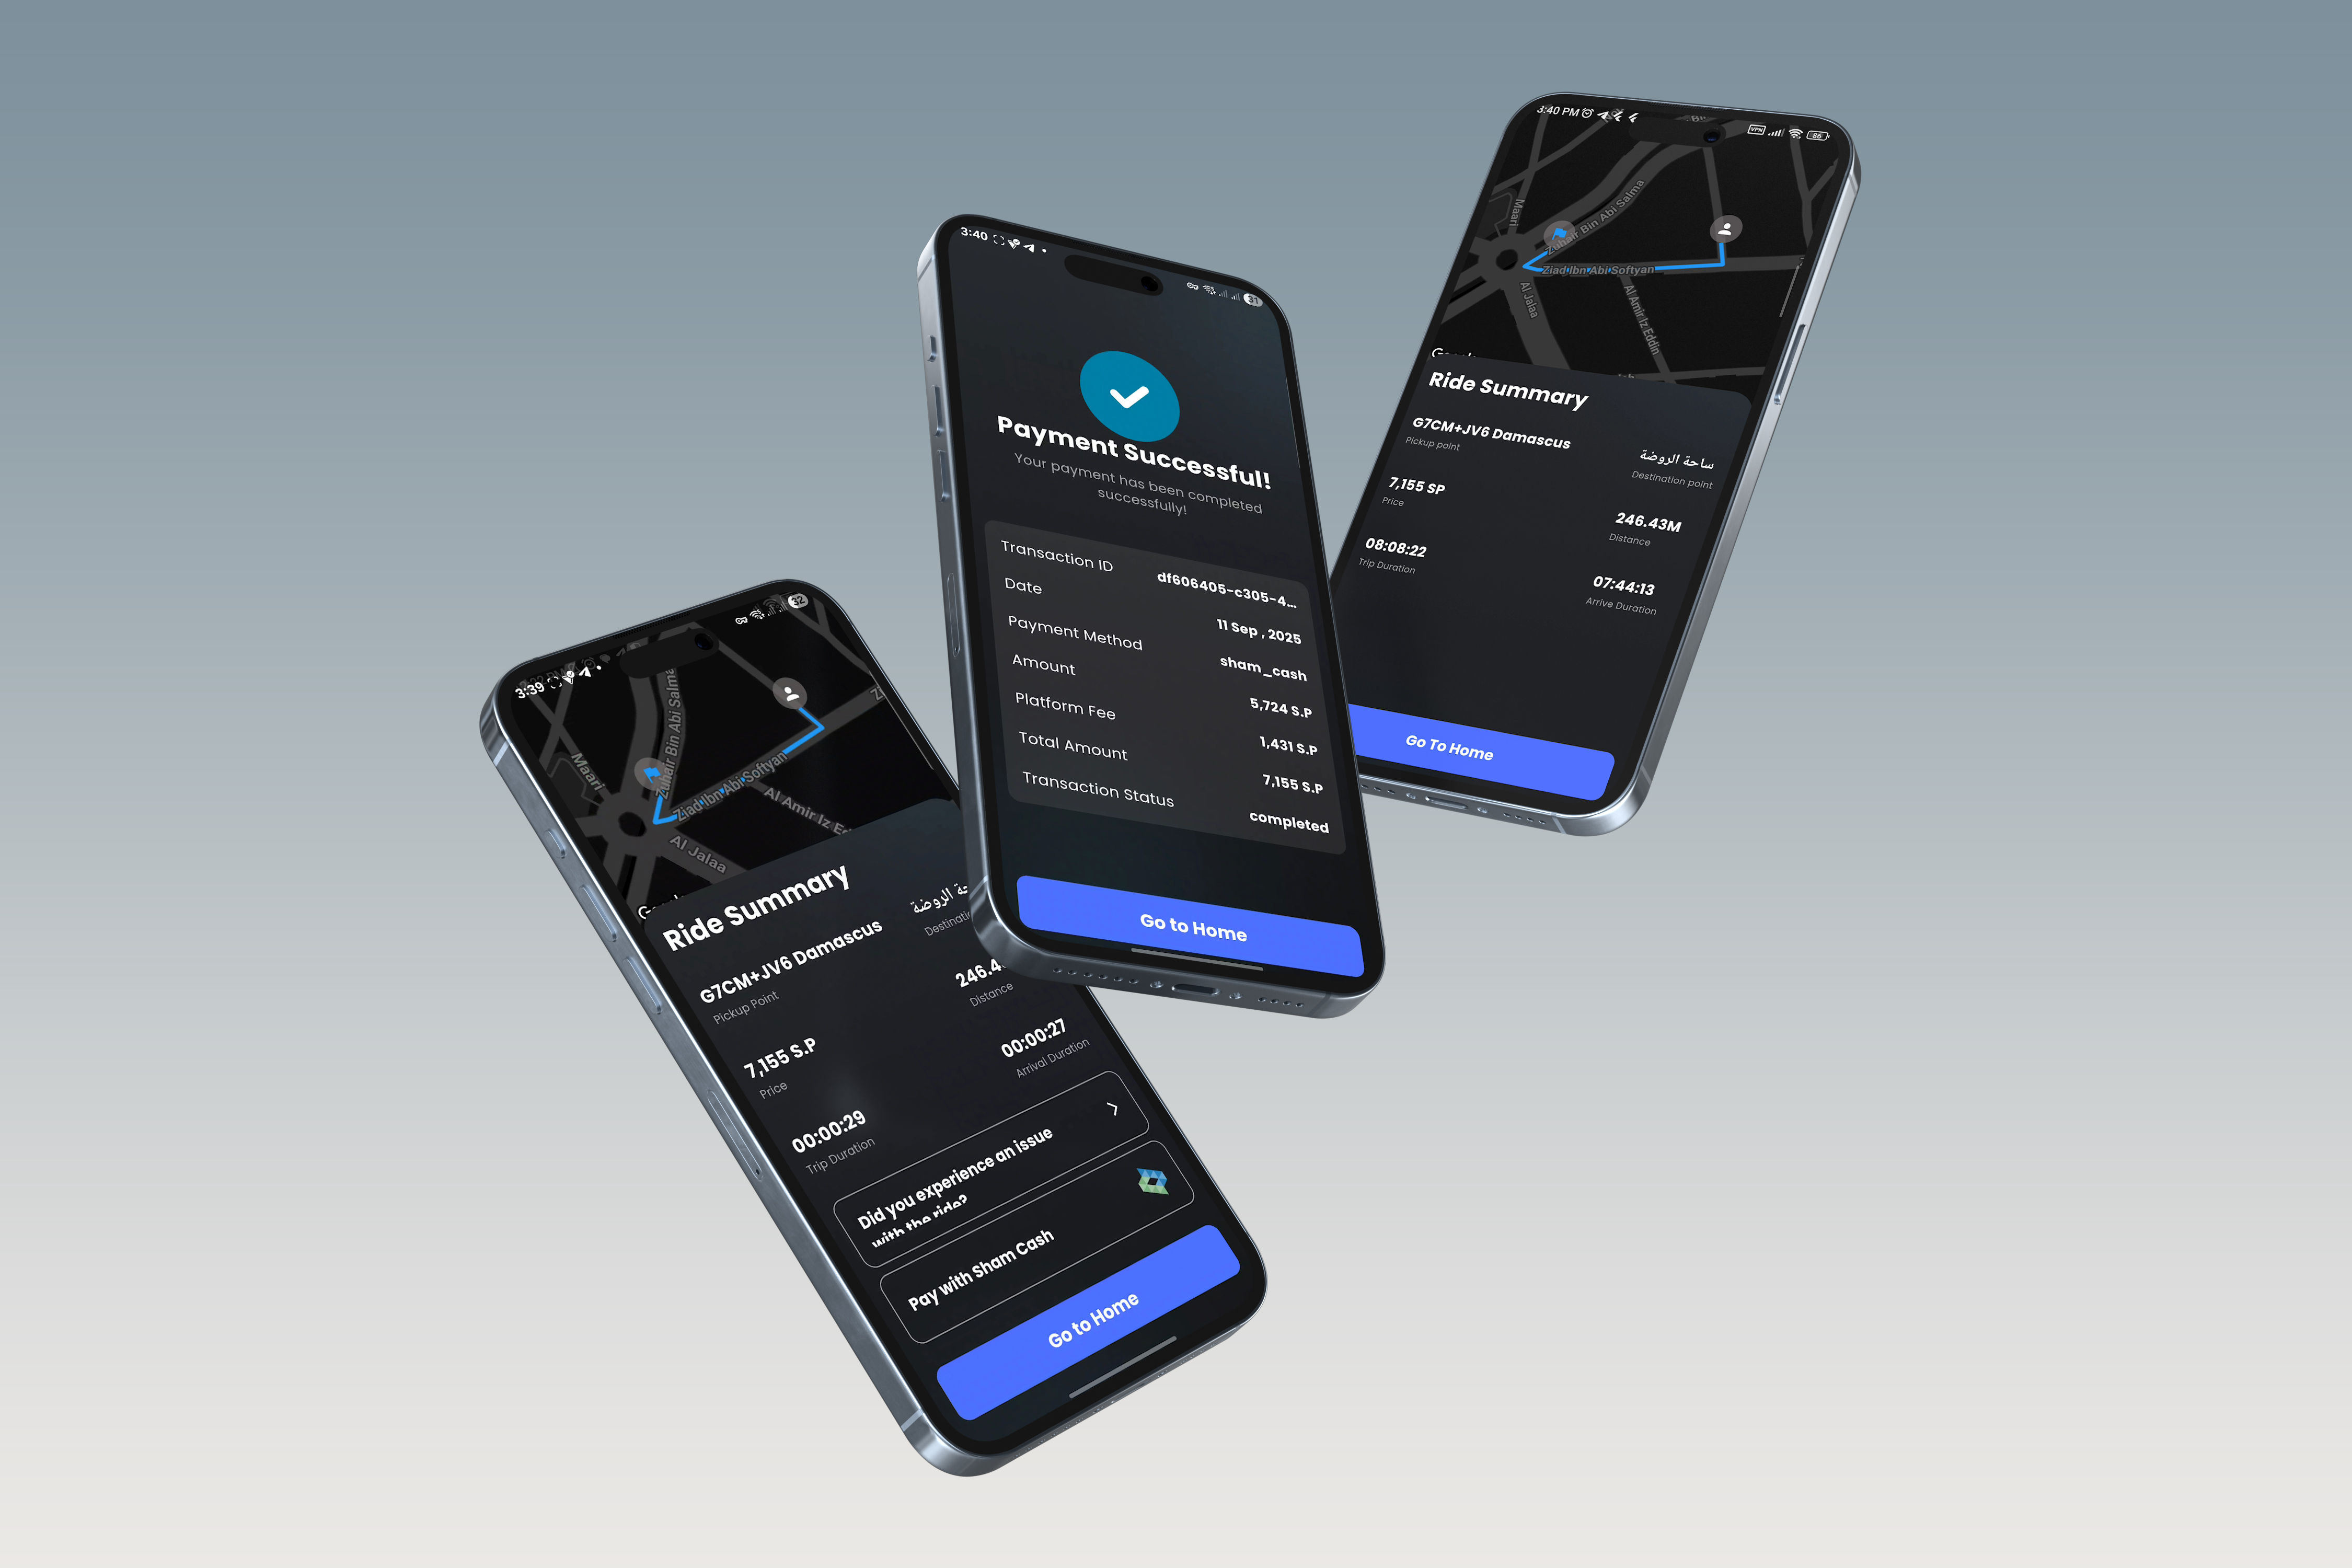 3:39
32
Maari
Zuhair Bin Abi Salma
Ziad Ibn Abi Softyan
Al Amir Iz Ed
Al Jalaa
Ride Summary
G7CM+JV6 Damascus
Pickup Point
الروضة
7,155 S.P
Price
246.4
Distance
00:00:29
Trip Duration
00:00:27
Arrival Duration
Did you experience an issue
with the ride?
Pay with Sham Cash
Go to Home
3:40
31
Payment Successful!
Your payment has been completed
successfully!
Transaction ID df606405-c305-4...
Date 11 Sep , 2025
Payment Method sham_cash
Amount 5,724 S.P
Platform Fee 1,431 S.P
Total Amount 7,155 S.P
Transaction Status completed
Go to Home
3:40 PM
VPN
86
Maari
Zuhair Bin Abi Salma
Ziad Ibn Abi Softyan
Al Jalaa
Al Amir Iz Eddin
Ride Summary
G7CM+JV6 Damascus
Pickup point
ساحة الروضة
Destination point
7,155 SP
Price
246.43M
Distance
08:08:22
Trip Duration
07:44:13
Arrive Duration
Go To Home